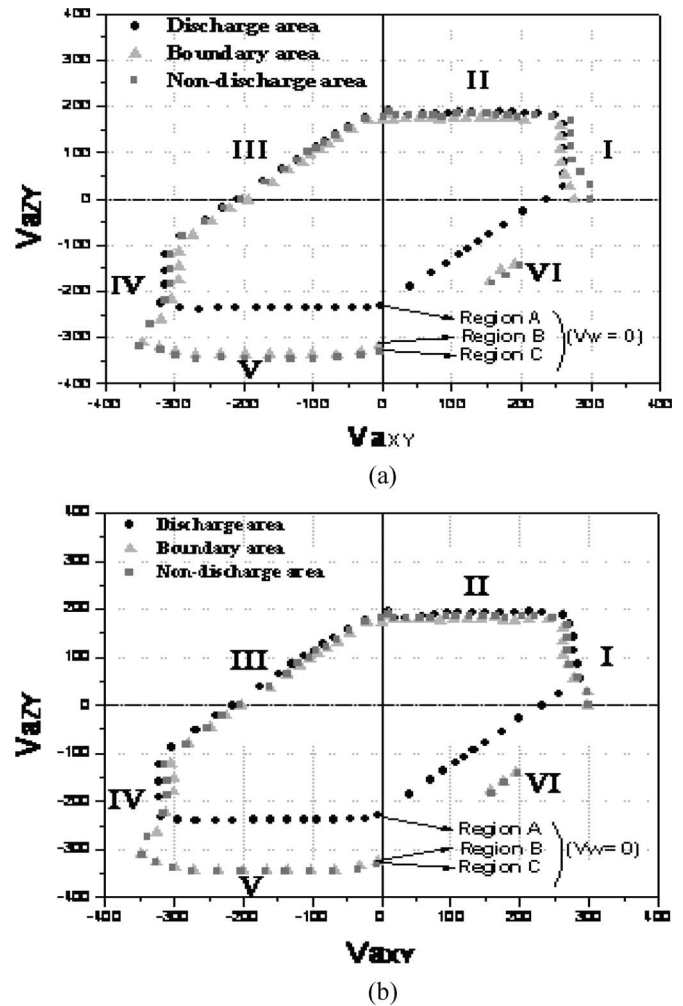 400
Discharge area
Boundary area
Non-discharge area
II
300
200
III
I
100
0
-100
IV
VI
-200
Region A
Region B (Vw = 0)
-300
Region C
V
-400
-400 -300 -200 -100 0 100 200 300 400
VaZY
VaXY
(a)
400
Discharge area
Boundary area
Non-discharge area
II
300
200
III
I
100
0
-100
IV
VI
-200
Region A
Region B (Vw = 0)
-300
Region C
V
-400
-400 -300 -200 -100 0 100 200 300 400
VaZY
VaXY
(b)